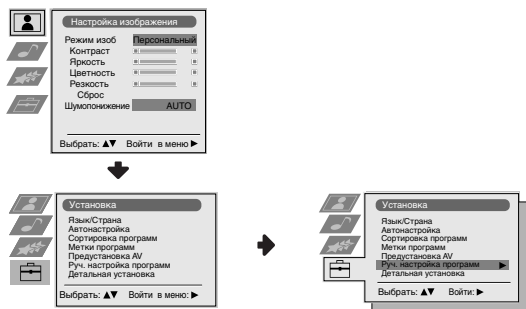 Настройка изображения
Режим изоб Персональный
Контраст
Яркость
Цветность
Резкость
Сброс
Шумопонижение AUTO
Выбрать: ▲▼ Войти в меню ▶
Установка
Язык/Страна
Автонастройка
Сортировка программ
Метки программ
Предустановка AV
Руч. настройка программ
Детальная установка
Выбрать: ▲▼ Войти в меню: ▶
Установка
Язык/Страна
Автонастройка
Сортировка программ
Метки программ
Предустановка AV
Руч. настройка программ ▶
Детальная установка
Выбрать: ▲▼ Войти: ▶